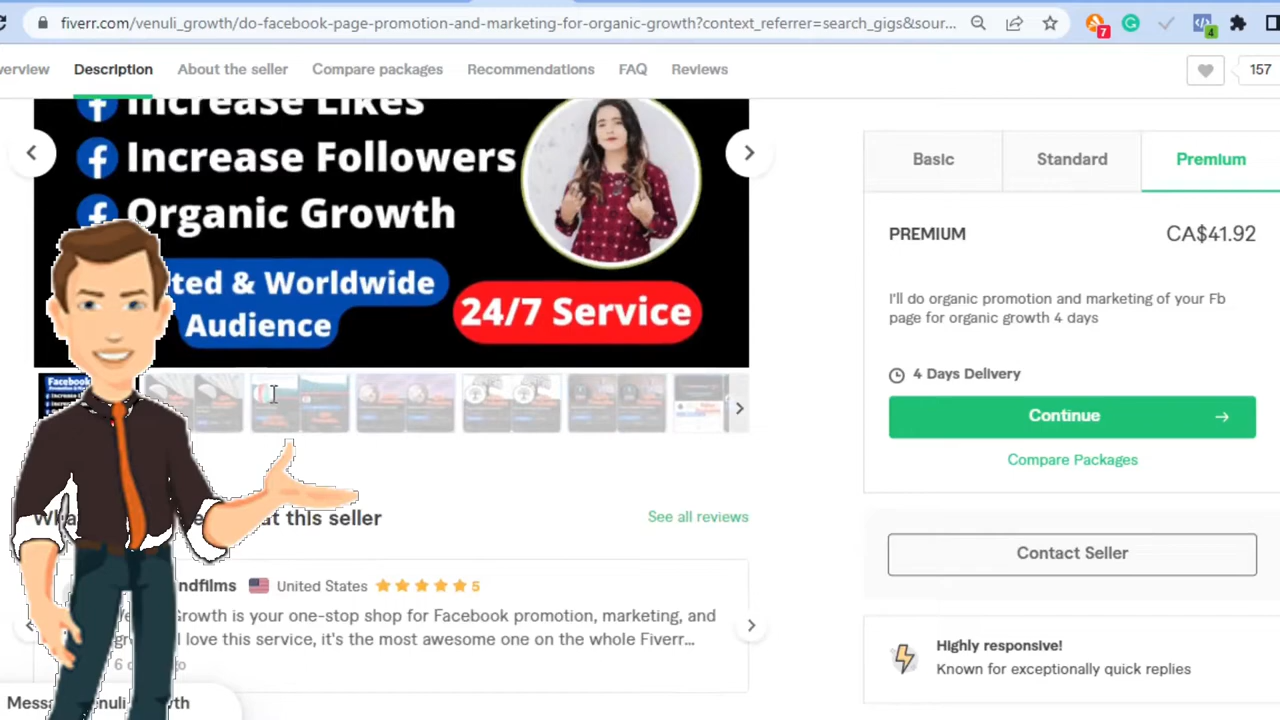 fiverr.com/venuli_growth/do-facebook-page-promotion-and-marketing-for-organic-growth?context_referrer=search_gigs&sour...
7
4
verview
Description
About the seller
Compare packages
Recommendations
FAQ
Reviews
157
Increase Likes
Increase Followers
Organic Growth
ted & Worldwide
Audience
24/7 Service
Basic
Standard
Premium
PREMIUM
CA$41.92
I'll do organic promotion and marketing of your Fb
page for organic growth 4 days
4 Days Delivery
Continue
Compare Packages
Contact Seller
Highly responsive!
Known for exceptionally quick replies
Facebook
t this seller
See all reviews
ndfilms
United States
5
rowth is your one-stop shop for Facebook promotion, marketing, and
I love this service, it's the most awesome one on the whole Fiverr...